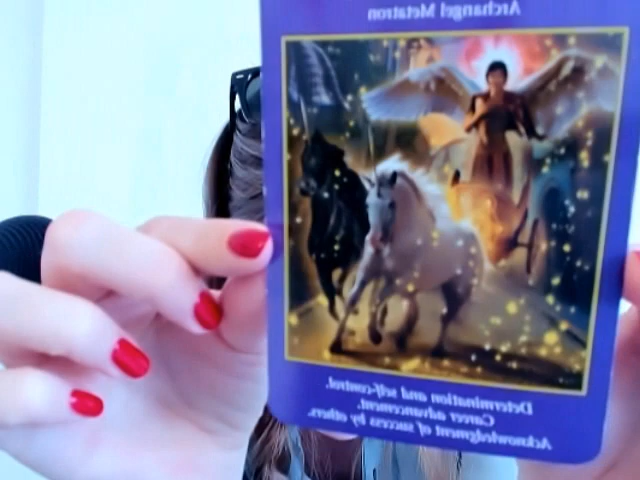 Archangel Metatron
Determination and self-control.
Career advancement.
Acknowledgment of success by others.